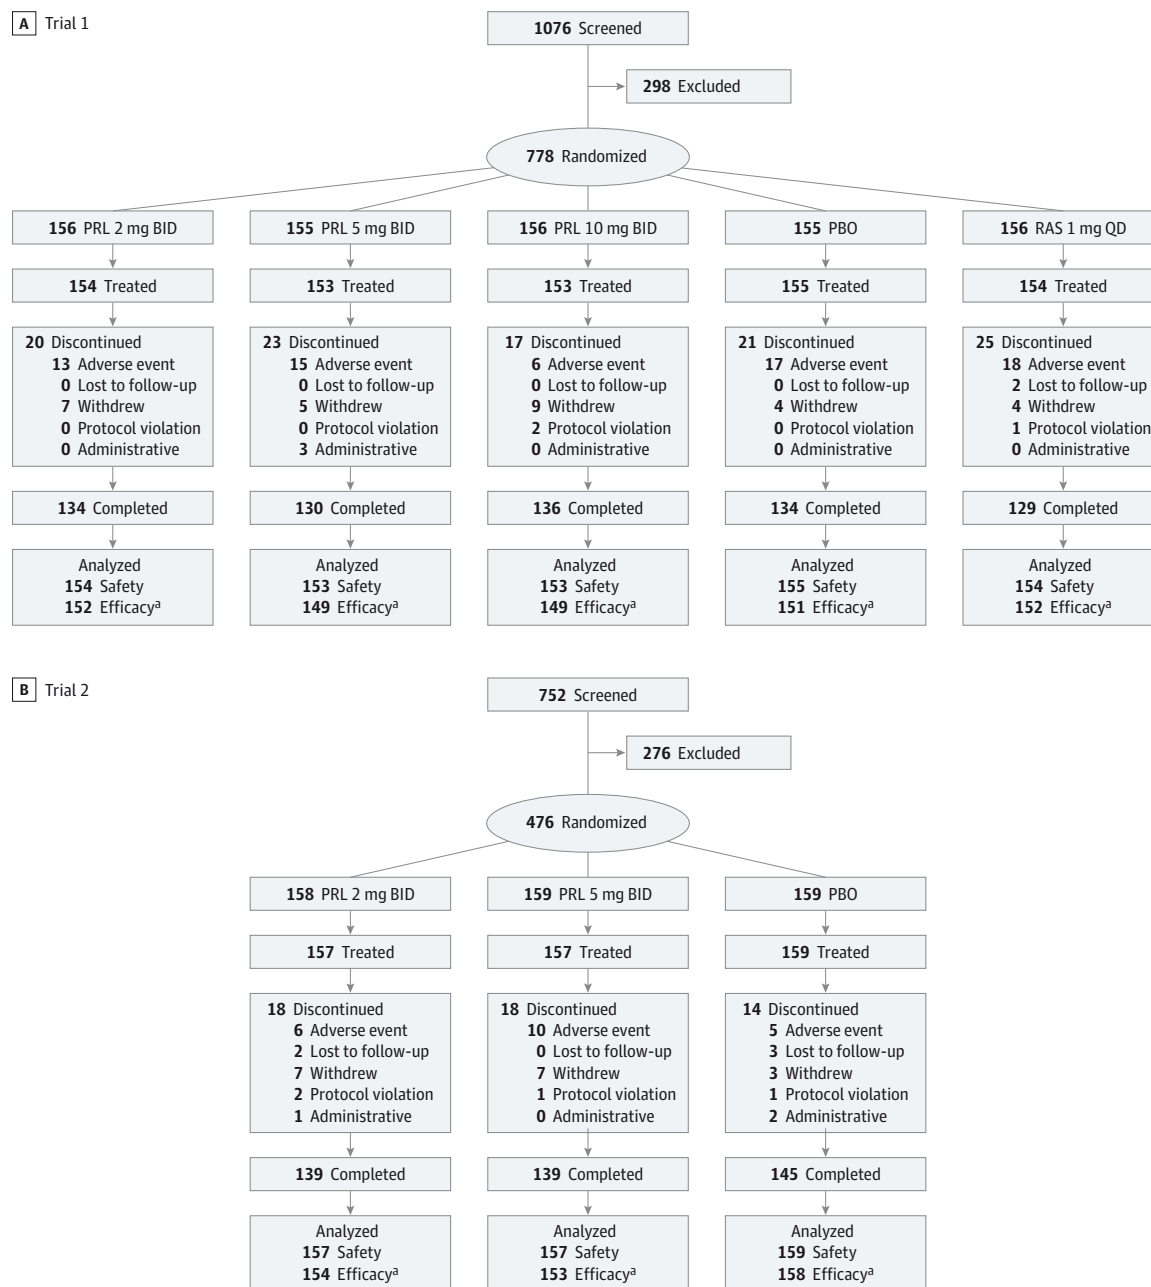 A Trial 1
1076 Screened
298 Excluded
778 Randomized
156 PRL 2 mg BID
154 Treated
20 Discontinued
13 Adverse event
0 Lost to follow-up
7 Withdrew
0 Protocol violation
0 Administrative
134 Completed
Analyzed
154 Safety
152 Efficacya
155 PRL 5 mg BID
153 Treated
23 Discontinued
15 Adverse event
0 Lost to follow-up
5 Withdrew
0 Protocol violation
3 Administrative
130 Completed
Analyzed
153 Safety
149 Efficacya
156 PRL 10 mg BID
153 Treated
17 Discontinued
6 Adverse event
0 Lost to follow-up
9 Withdrew
2 Protocol violation
0 Administrative
136 Completed
Analyzed
153 Safety
149 Efficacya
155 PBO
155 Treated
21 Discontinued
17 Adverse event
0 Lost to follow-up
4 Withdrew
0 Protocol violation
0 Administrative
134 Completed
Analyzed
155 Safety
151 Efficacya
156 RAS 1 mg QD
154 Treated
25 Discontinued
18 Adverse event
2 Lost to follow-up
4 Withdrew
1 Protocol violation
0 Administrative
129 Completed
Analyzed
154 Safety
152 Efficacya
B Trial 2
752 Screened
276 Excluded
476 Randomized
158 PRL 2 mg BID
157 Treated
18 Discontinued
6 Adverse event
2 Lost to follow-up
7 Withdrew
2 Protocol violation
1 Administrative
139 Completed
Analyzed
157 Safety
154 Efficacya
159 PRL 5 mg BID
157 Treated
18 Discontinued
10 Adverse event
0 Lost to follow-up
7 Withdrew
1 Protocol violation
0 Administrative
139 Completed
Analyzed
157 Safety
153 Efficacya
159 PBO
159 Treated
14 Discontinued
5 Adverse event
3 Lost to follow-up
3 Withdrew
1 Protocol violation
2 Administrative
145 Completed
Analyzed
159 Safety
158 Efficacya